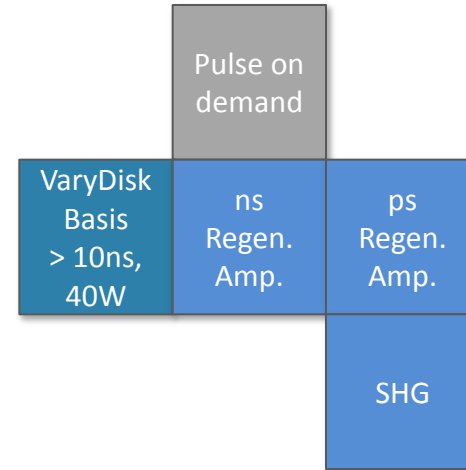 Pulse on
demand
VaryDisk
Basis
> 10ns,
40W
ns
Regen.
Amp.
ps
Regen.
Amp.
SHG